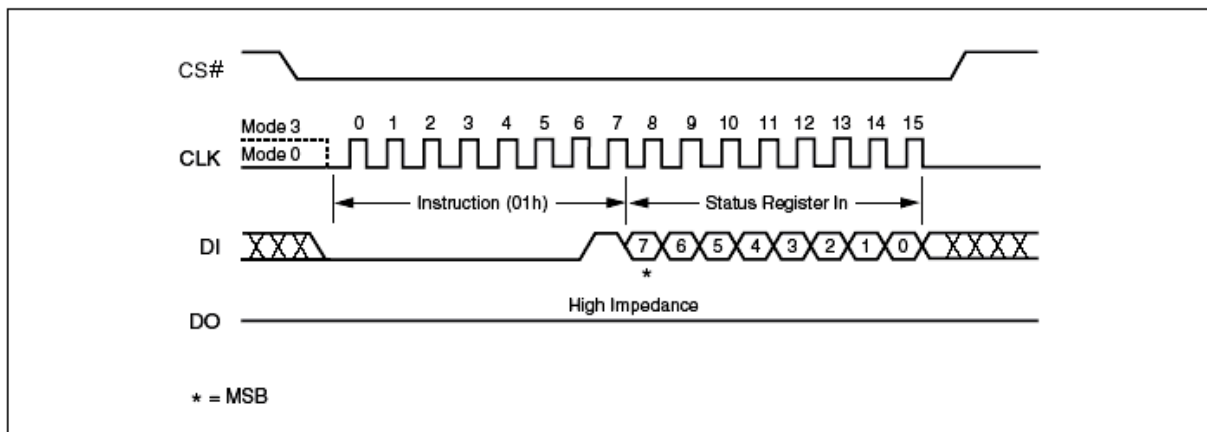 CS#
Mode 3
0 1 2 3 4 5 6 7 8 9 10 11 12 13 14 15
CLK
Mode 0
Instruction (01h)
Status Register In
DI
7 6 5 4 3 2 1 0
*
High Impedance
DO
* = MSB